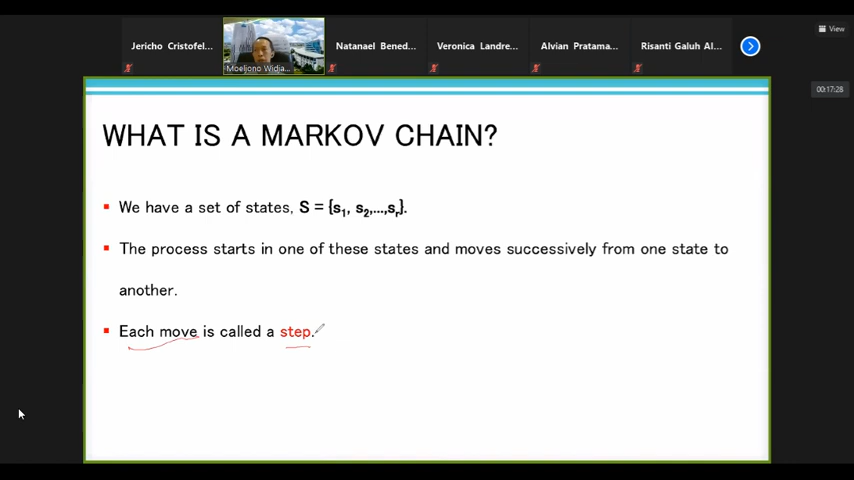 View
Jericho Cristofel...
Natanael Bened...
Veronica Landre...
Alvian Pratama...
Risanti Galuh Al...
Moeljono Widja...
00:17:28
WHAT IS A MARKOV CHAIN?
▪ We have a set of states, S = {s₁, s₂,...,sᵣ}.
▪ The process starts in one of these states and moves successively from one state to
another.
▪ Each move is called a step.